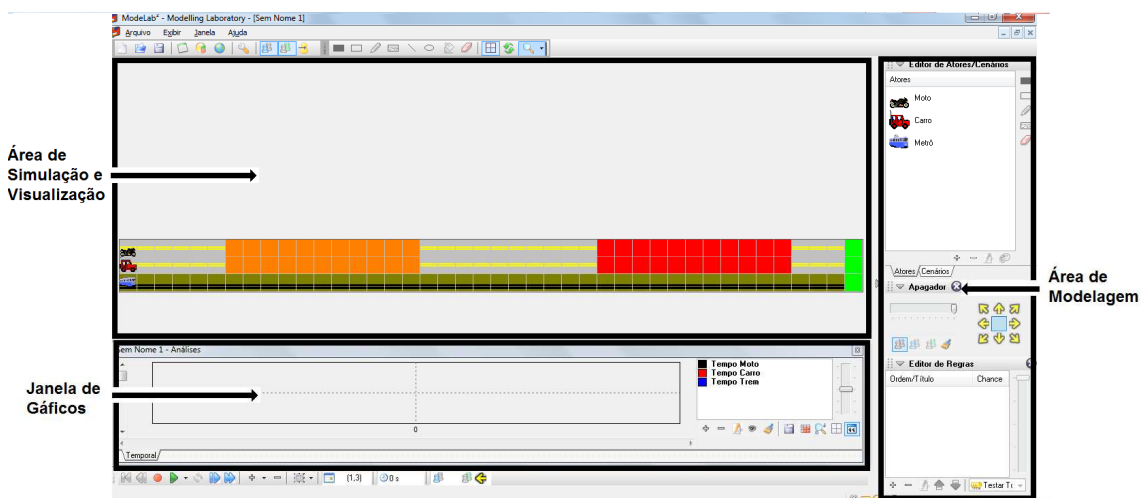 ModeLab² - Modelling Laboratory - [Sem Nome 1]
Arquivo Exibir Janela Ajuda
Editor de Atores/Cenários
Atores
Moto
Carro
Metrô
Área de
Simulação e
Visualização
Atores Cenários
Apagador
Área de
Modelagem
Editor de Regras
Ordem/Título Chance
Sem Nome 1 - Análises
Tempo Moto
Tempo Carro
Tempo Trem
Janela de
Gáficos
0
Temporal
(1,3) 0 s
Testar